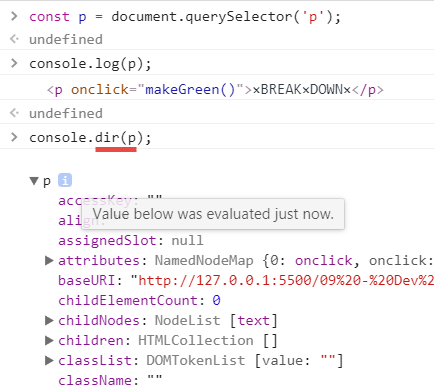 const p = document.querySelector('p');
undefined
console.log(p);
<p onclick="makeGreen()">×BREAK×DOWN×</p>
undefined
console.dir(p);
p i
accessKey: ""
Value below was evaluated just now.
align
assignedSlot: null
attributes: NamedNodeMap {0: onclick, onclick:
baseURI: "http://127.0.0.1:5500/09%20-%20Dev%2
childElementCount: 0
childNodes: NodeList [text]
children: HTMLCollection []
classList: DOMTokenList [value: ""]
className: ""